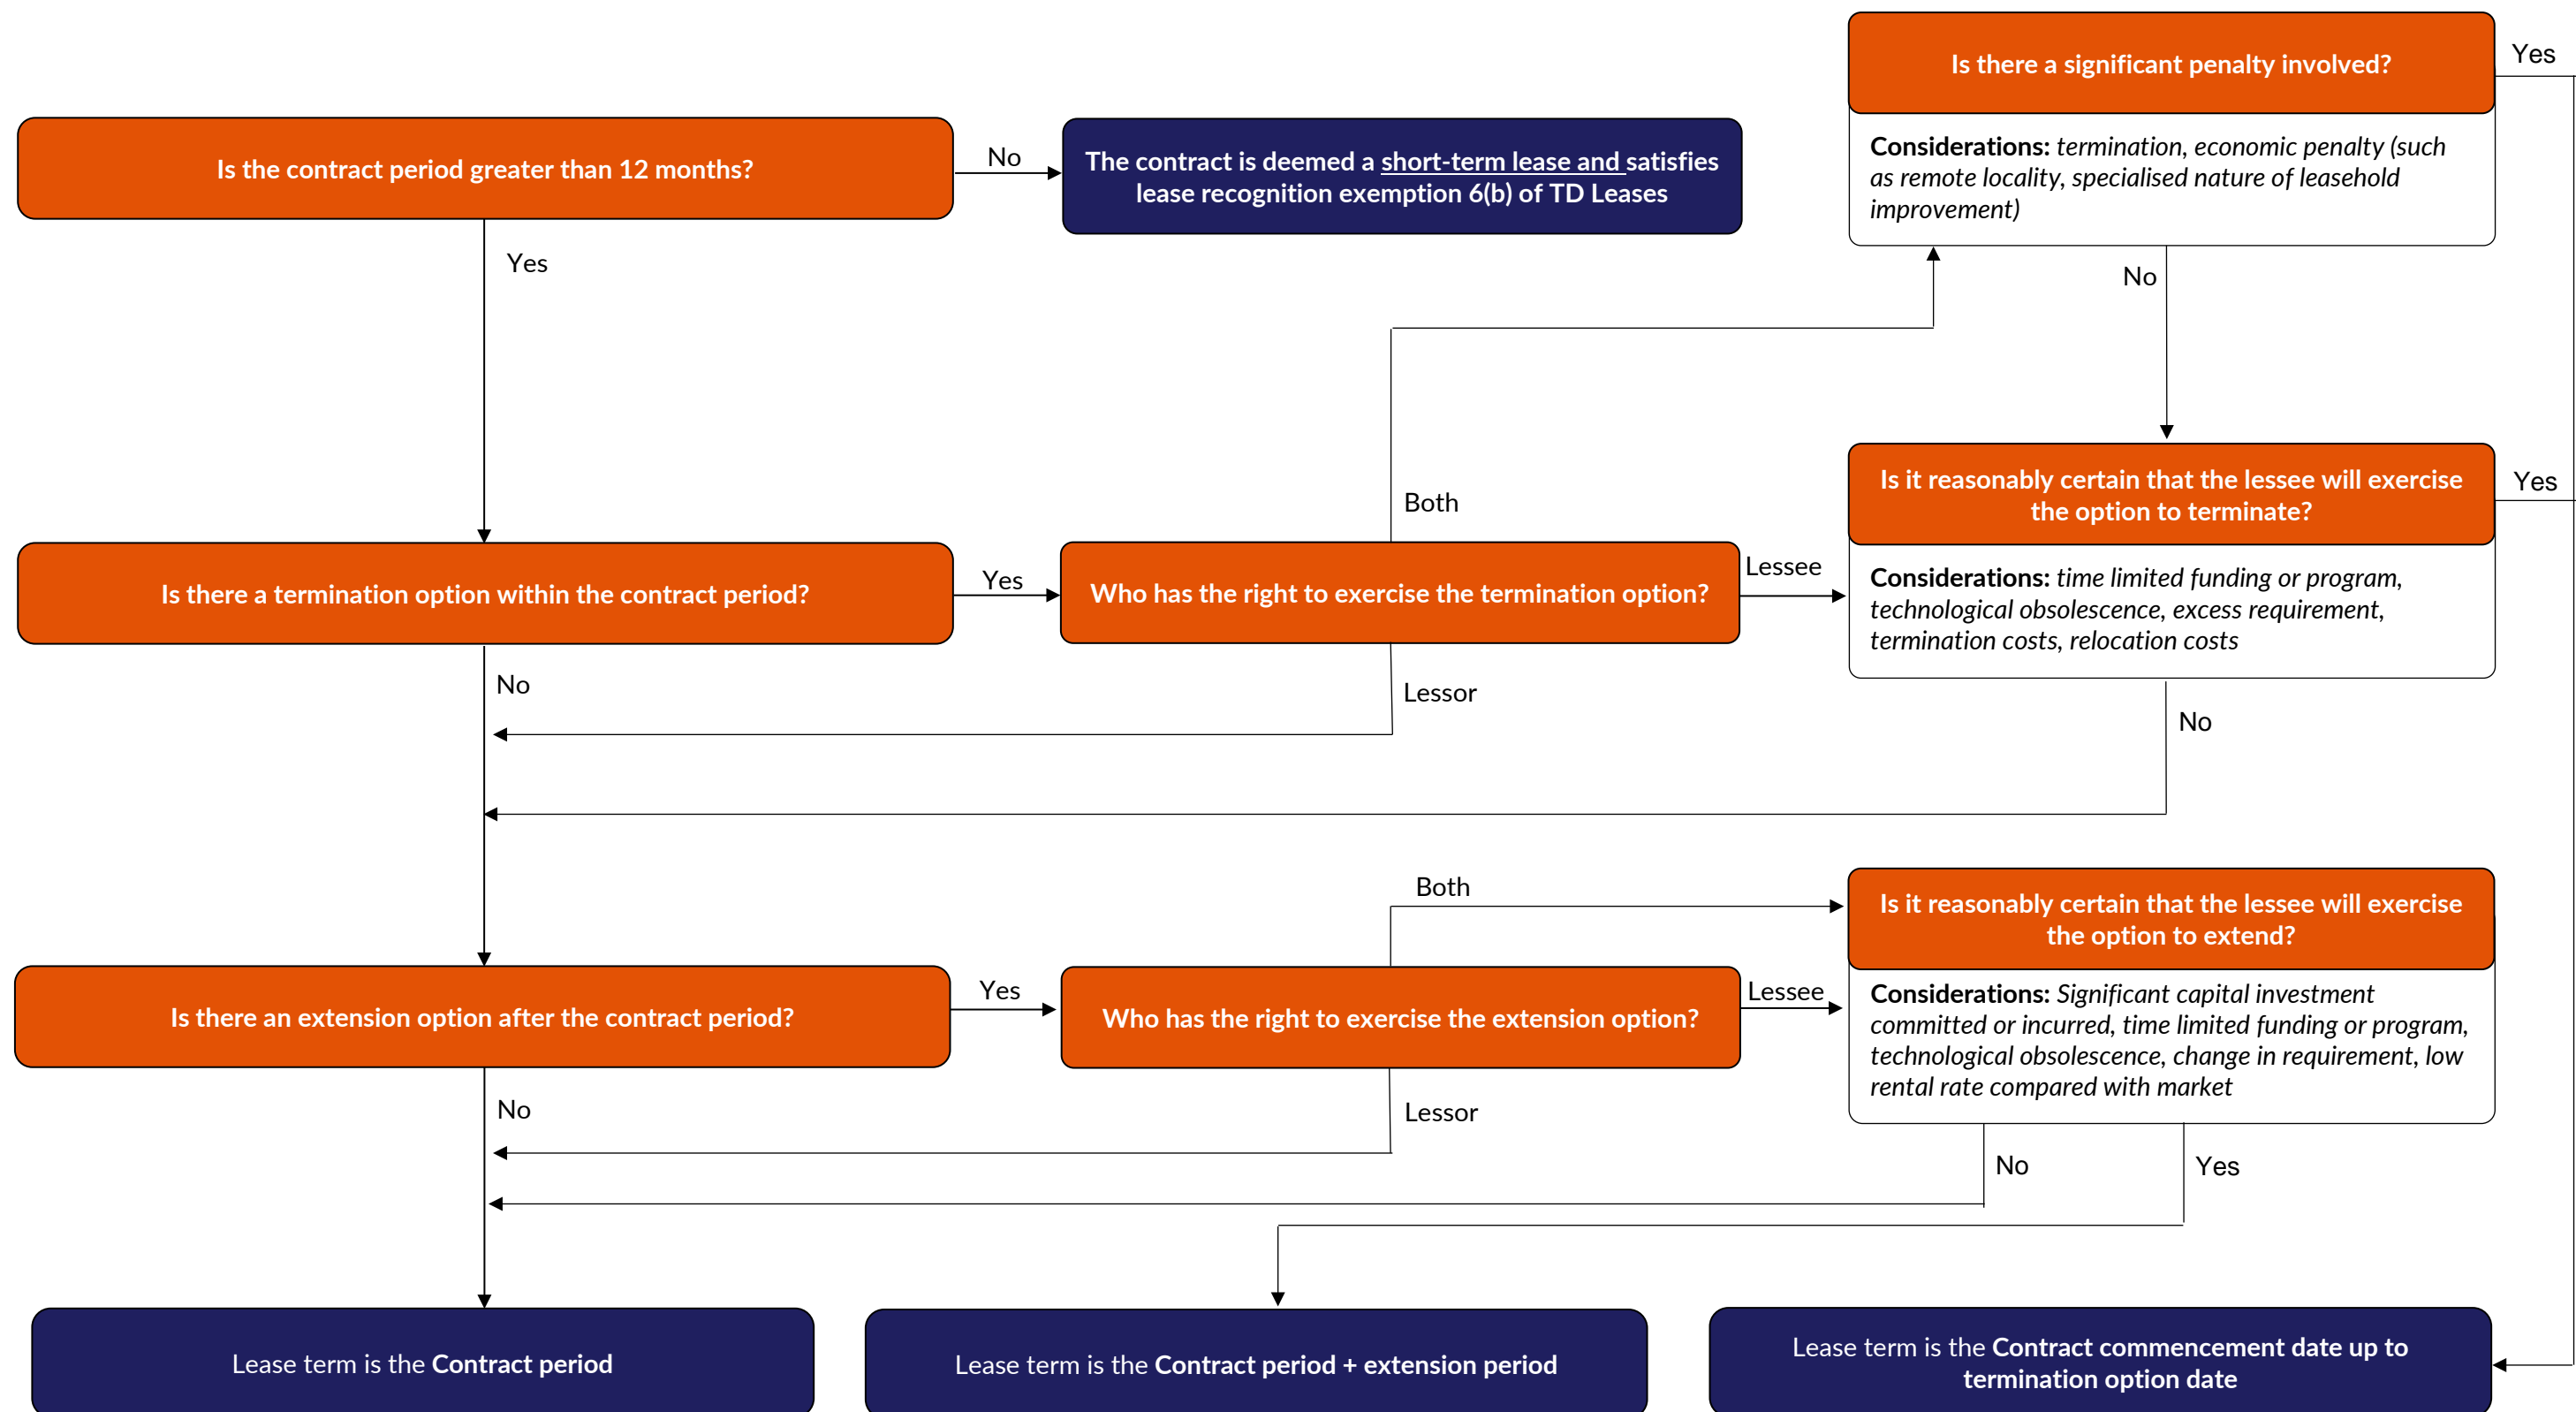 Is there a significant penalty involved?
Yes
Considerations: termination, economic penalty (such
as remote locality, specialised nature of leasehold
improvement)
Is the contract period greater than 12 months?
No
The contract is deemed a short-term lease and satisfies
lease recognition exemption 6(b) of TD Leases
Yes
No
Both
Is it reasonably certain that the lessee will exercise
the option to terminate?
Yes
Considerations: time limited funding or program,
technological obsolescence, excess requirement,
termination costs, relocation costs
Is there a termination option within the contract period?
Yes
Who has the right to exercise the termination option?
Lessee
No
Lessor
No
Both
Is it reasonably certain that the lessee will exercise
the option to extend?
Considerations: Significant capital investment
committed or incurred, time limited funding or program,
technological obsolescence, change in requirement, low
rental rate compared with market
Is there an extension option after the contract period?
Yes
Who has the right to exercise the extension option?
Lessee
No
Lessor
No
Yes
Lease term is the Contract period
Lease term is the Contract period + extension period
Lease term is the Contract commencement date up to
termination option date